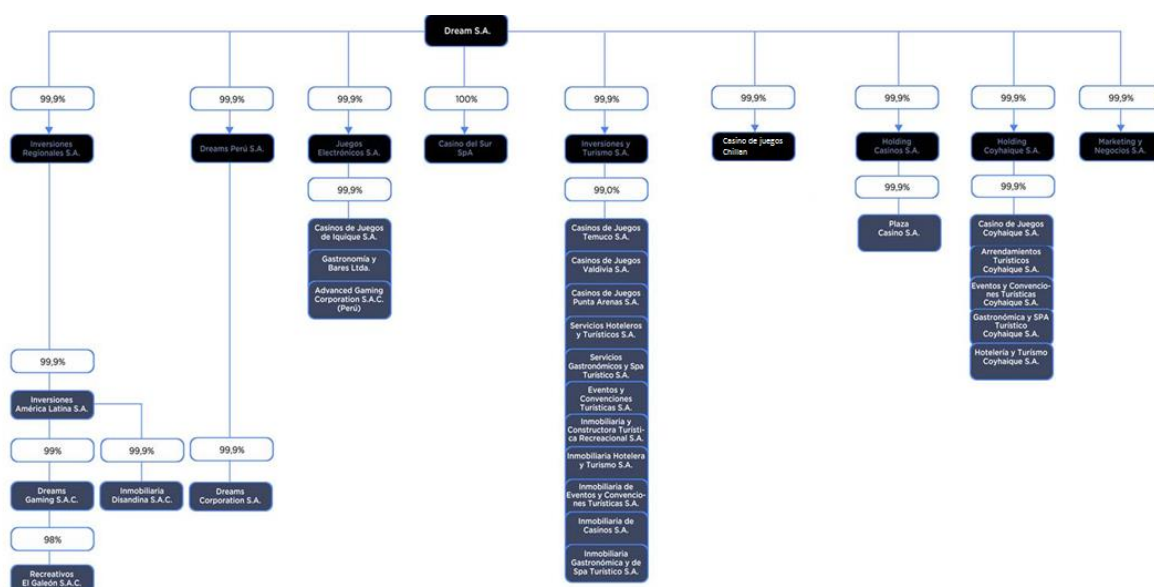 Dream S.A.
99,9%
99,9%
99,9%
100%
99,9%
99,9%
99,9%
99,9%
99,9%
Inversiones
Regionales S.A.
Dreams Perú S.A.
Juegos
Electrónicos S.A.
Casino del Sur
SpA
Inversiones y
Turismo S.A.
Casino de juegos
Chillan
Holding
Casinos S.A.
Holding
Coyhaique S.A.
Marketing y
Negocios S.A.
99,9%
99,0%
99,9%
99,9%
Casinos de Juegos
de Iquique S.A.
Gastronomía y
Bares Ltda.
Advanced Gaming
Corporation S.A.C.
(Perú)
Casinos de Juegos
Temuco S.A.
Casinos de Juegos
Valdivia S.A.
Casinos de Juegos
Punta Arenas S.A.
Servicios Hoteleros
y Turísticos S.A.
Servicios
Gastronómicos y Spa
Turístico S.A.
Eventos y
Convenciones
Turísticas S.A.
Inmobiliaria y
Constructora Turísti-
ca Recreacional S.A.
Inmobiliaria Hotelera
y Turismo S.A.
Inmobiliaria de
Eventos y Convencio-
nes Turísticas S.A.
Inmobiliaria de
Casinos S.A.
Inmobiliaria
Gastronómica y de
Spa Turístico S.A.
Plaza
Casino S.A.
Casino de Juegos
Coyhaique S.A.
Arrendamientos
Turísticos
Coyhaique S.A.
Eventos y Convencio-
nes Turísticas
Coyhaique S.A.
Gastronómica y SPA
Turístico
Coyhaique S.A.
Hotelería y Turísmo
Coyhaique S.A.
99,9%
Inversiones
América Latina S.A.
99%
99,9%
99,9%
Dreams
Gaming S.A.C.
Inmobiliaria
Disandina S.A.C.
Dreams
Corporation S.A.
98%
Recreativos
El Galeón S.A.C.